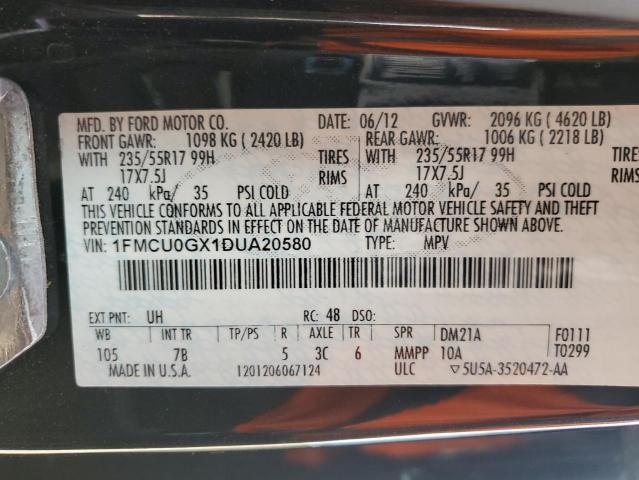 MFD. BY FORD MOTOR CO. DATE: 06/12 GVWR: 2096 KG ( 4620 LB)
FRONT GAWR: 1098 KG ( 2420 LB) REAR GAWR: 1006 KG ( 2218 LB)
WITH 235/55R17 99H TIRES WITH 235/55R17 99H TIRES
17X7.5J RIMS 17X7.5J RIMS
AT 240 kPa/ 35 PSI COLD AT 240 kPa/ 35 PSI COLD
THIS VEHICLE CONFORMS TO ALL APPLICABLE FEDERAL MOTOR VEHICLE SAFETY AND THEFT
PREVENTION STANDARDS IN EFFECT ON THE DATE OF MANUFACTURE SHOWN ABOVE.
VIN: 1FMCU0GX1DUA20580 TYPE: MPV
EXT PNT: UH RC: 48 DSO:
WB INT TR TP/PS R AXLE TR SPR DM21A F0111
105 7B 5 3C 6 MMPP 10A T0299
MADE IN U.S.A. 1201206067124 ULC ▽5U5A-3520472-AA